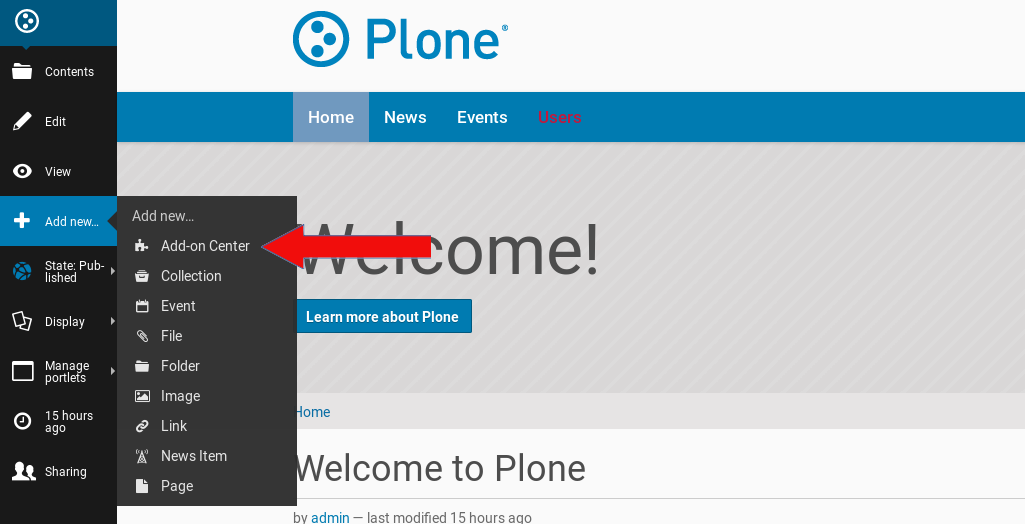 Plone®
Home News Events Users
Contents
Edit
View
Add new…
State: Pub-
lished
Display
Manage
portlets
15 hours
ago
Sharing
Add new…
Add-on Center
Collection
Event
File
Folder
Image
Link
News Item
Page
Welcome!
Learn more about Plone
Home
Welcome to Plone
by admin — last modified 15 hours ago